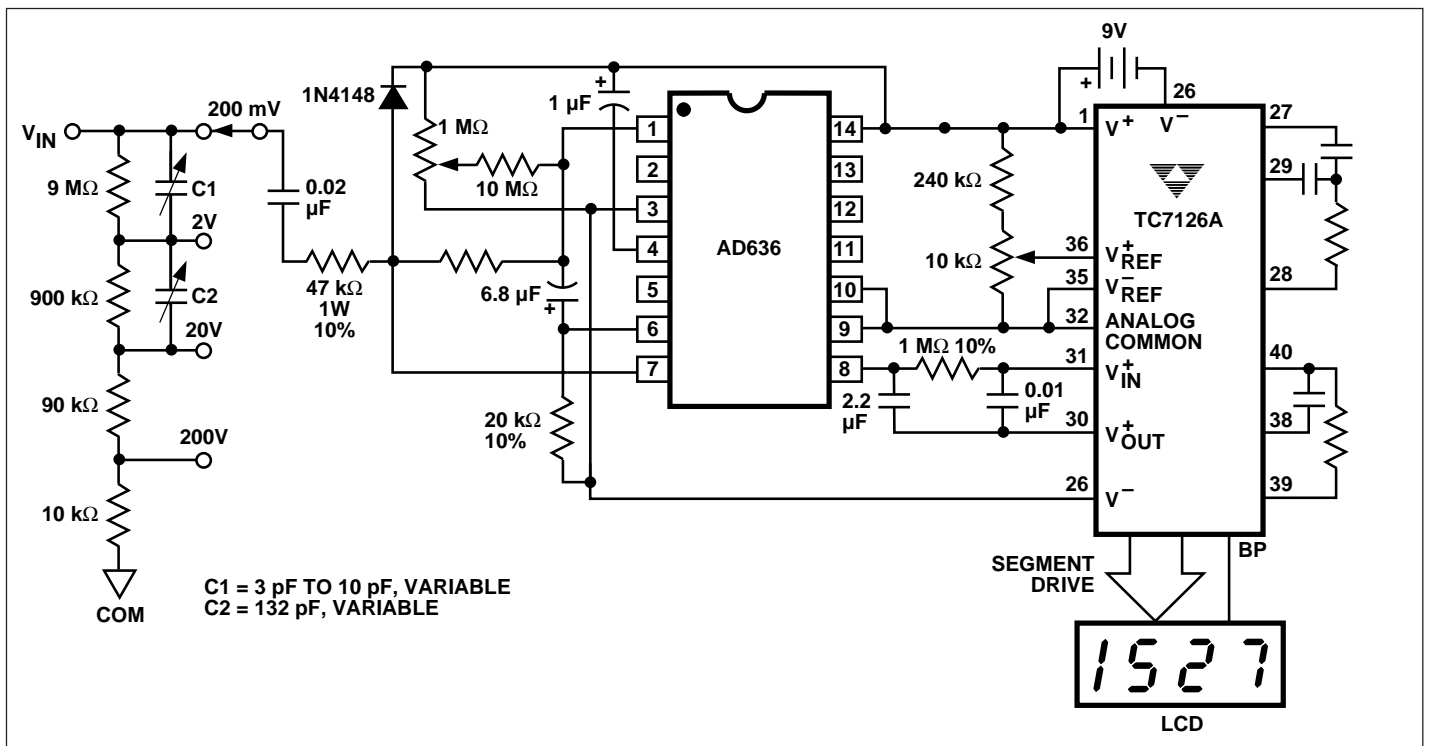 V_IN
9 MΩ
900 kΩ
90 kΩ
10 kΩ
COM
C1
C2
200 mV
2V
20V
200V
0.02
µF
47 kΩ
1W
10%
1N4148
1 MΩ
10 MΩ
1 µF
+
6.8 µF
+
20 kΩ
10%
C1 = 3 pF TO 10 pF, VARIABLE
C2 = 132 pF, VARIABLE
AD636
1
2
3
4
5
6
7
14
13
12
11
10
9
8
240 kΩ
10 kΩ
1 MΩ 10%
2.2
µF
0.01
µF
9V
+
26
1 V+
V−
TC7126A
36 V+REF
35 V−REF
32 ANALOG
COMMON
31 V+IN
30 V+OUT
26 V−
27
29
28
40
38
39
BP
SEGMENT
DRIVE
1527
LCD